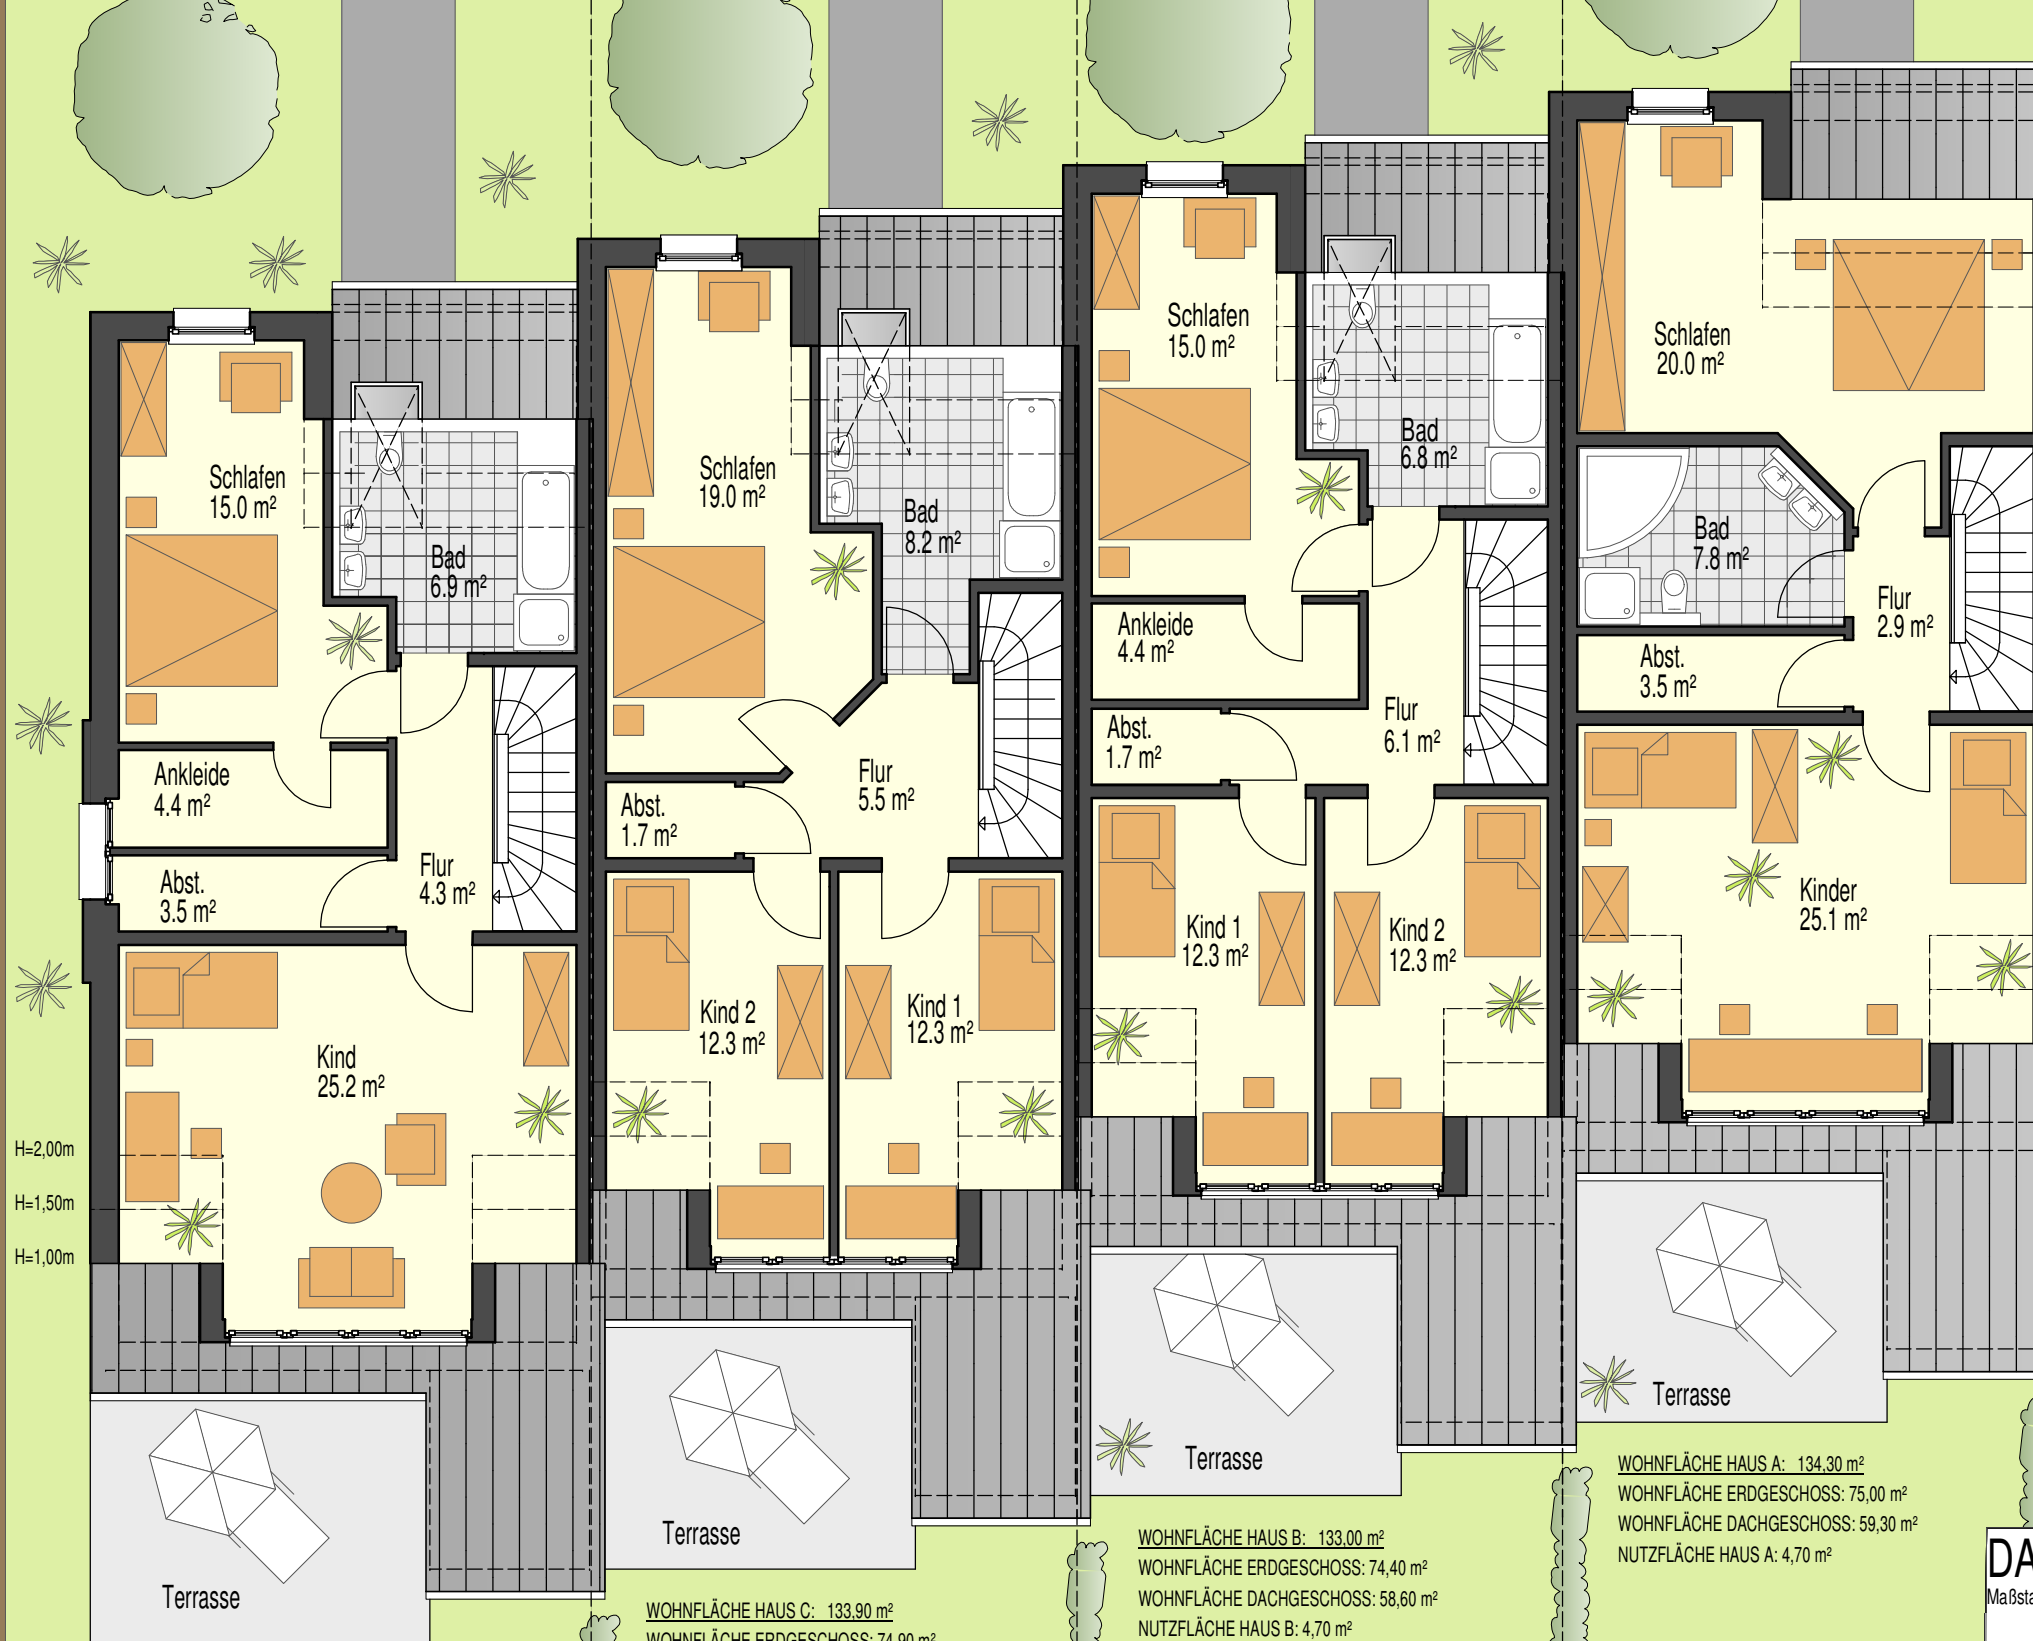 Schlafen
15.0 m²
Bad
6.9 m²
Ankleide
4.4 m²
Abst.
3.5 m²
Flur
4.3 m²
Kind
25.2 m²
H=2,00m
H=1,50m
H=1,00m
Terrasse
Schlafen
19.0 m²
Bad
8.2 m²
Abst.
1.7 m²
Flur
5.5 m²
Kind 2
12.3 m²
Kind 1
12.3 m²
Terrasse
WOHNFLÄCHE HAUS C: 133,90 m²
WOHNFLÄCHE ERDGESCHOSS: 74,90 m²
Schlafen
15.0 m²
Bad
6.8 m²
Ankleide
4.4 m²
Abst.
1.7 m²
Flur
6.1 m²
Kind 1
12.3 m²
Kind 2
12.3 m²
Terrasse
WOHNFLÄCHE HAUS B: 133,00 m²
WOHNFLÄCHE ERDGESCHOSS: 74,40 m²
WOHNFLÄCHE DACHGESCHOSS: 58,60 m²
NUTZFLÄCHE HAUS B: 4,70 m²
Schlafen
20.0 m²
Bad
7.8 m²
Flur
2.9 m²
Abst.
3.5 m²
Kinder
25.1 m²
Terrasse
WOHNFLÄCHE HAUS A: 134,30 m²
WOHNFLÄCHE ERDGESCHOSS: 75,00 m²
WOHNFLÄCHE DACHGESCHOSS: 59,30 m²
NUTZFLÄCHE HAUS A: 4,70 m²
DA
Maßsta